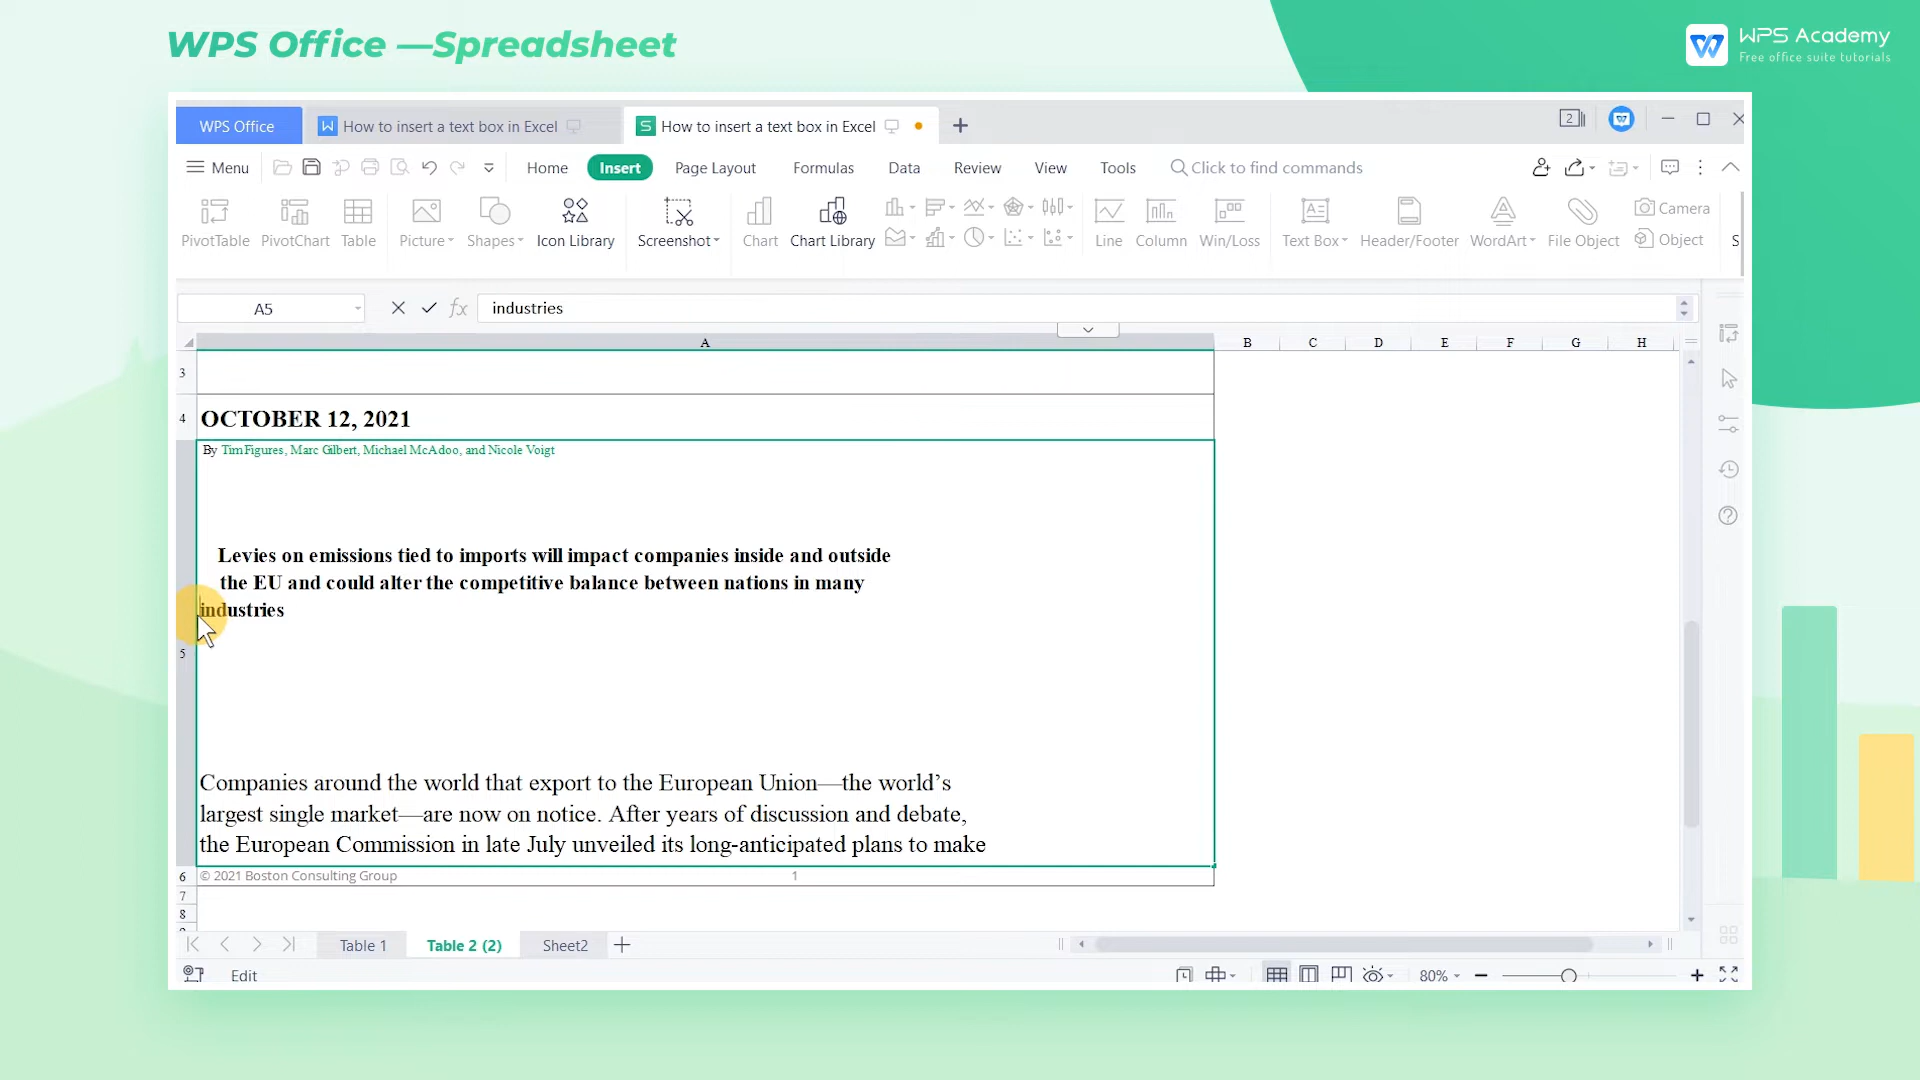 WPS Office —Spreadsheet
WPS Academy
Free office suite tutorials
WPS Office
How to insert a text box in Excel
How to insert a text box in Excel
2
Menu
Home
Insert
Page Layout
Formulas
Data
Review
View
Tools
Click to find commands
PivotTable
PivotChart
Table
Picture
Shapes
Icon Library
Screenshot
Chart
Chart Library
Line
Column
Win/Loss
Text Box
Header/Footer
WordArt
File Object
Camera
Object
S
A5
fx
industries
A B C D E F G H
3
4 OCTOBER 12, 2021
By TimFigures, Marc Gilbert, Michael McAdoo, and Nicole Voigt
Levies on emissions tied to imports will impact companies inside and outside
the EU and could alter the competitive balance between nations in many
industries
5
Companies around the world that export to the European Union—the world’s
largest single market—are now on notice. After years of discussion and debate,
the European Commission in late July unveiled its long-anticipated plans to make
6 © 2021 Boston Consulting Group 1
7
8
Table 1
Table 2 (2)
Sheet2
Edit
80%